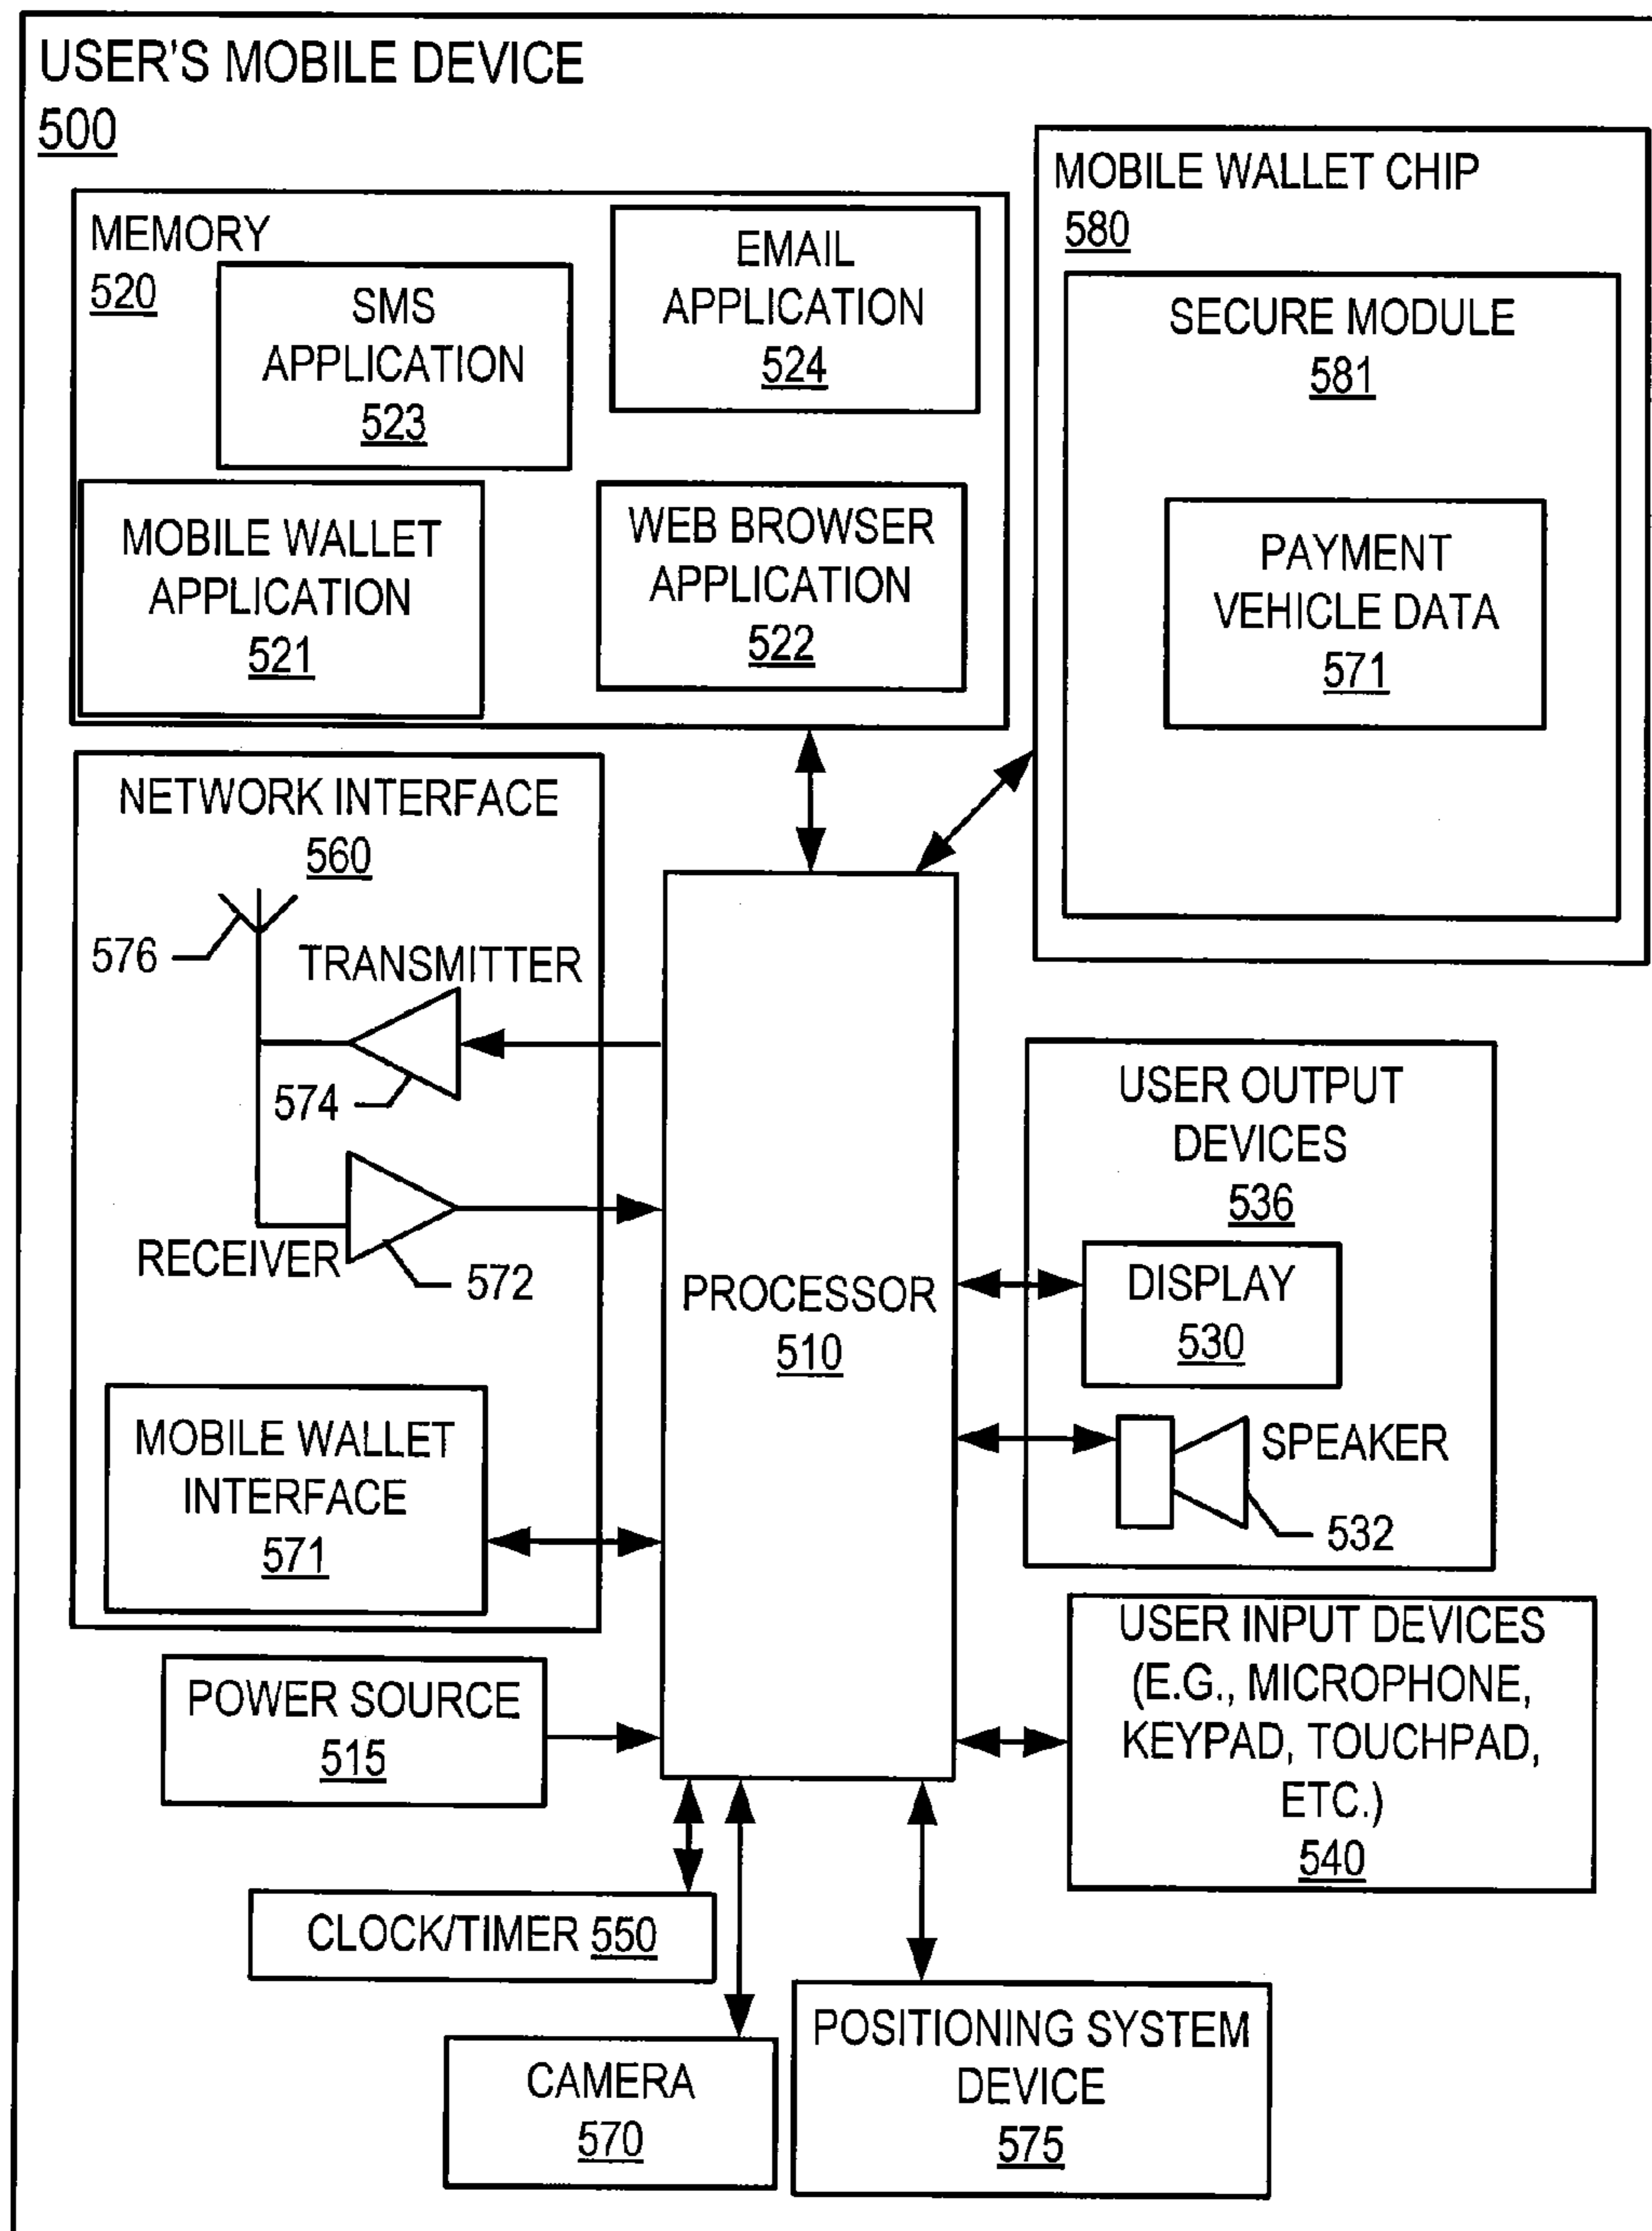 USER'S MOBILE DEVICE
500
MEMORY
520
SMS
APPLICATION
523
EMAIL
APPLICATION
524
MOBILE WALLET
APPLICATION
521
WEB BROWSER
APPLICATION
522
MOBILE WALLET CHIP
580
SECURE MODULE
581
PAYMENT
VEHICLE DATA
571
NETWORK INTERFACE
560
576
TRANSMITTER
574
RECEIVER
572
MOBILE WALLET
INTERFACE
571
PROCESSOR
510
USER OUTPUT
DEVICES
536
DISPLAY
530
SPEAKER
532
POWER SOURCE
515
USER INPUT DEVICES
(E.G., MICROPHONE,
KEYPAD, TOUCHPAD,
ETC.)
540
CLOCK/TIMER 550
CAMERA
570
POSITIONING SYSTEM
DEVICE
575